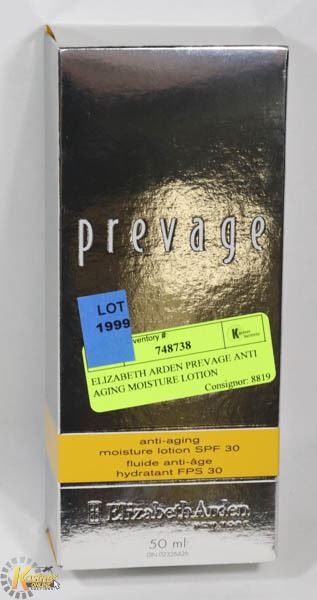 prevage
LOT
1999
ventory #
748738
ELIZABETH ARDEN PREVAGE ANTI
AGING MOISTURE LOTION
Consignor: 8819
anti-aging
moisture lotion SPF 30
fluide anti-âge
hydratant FPS 30
Elizabeth Arden
NEW YORK
50 ml